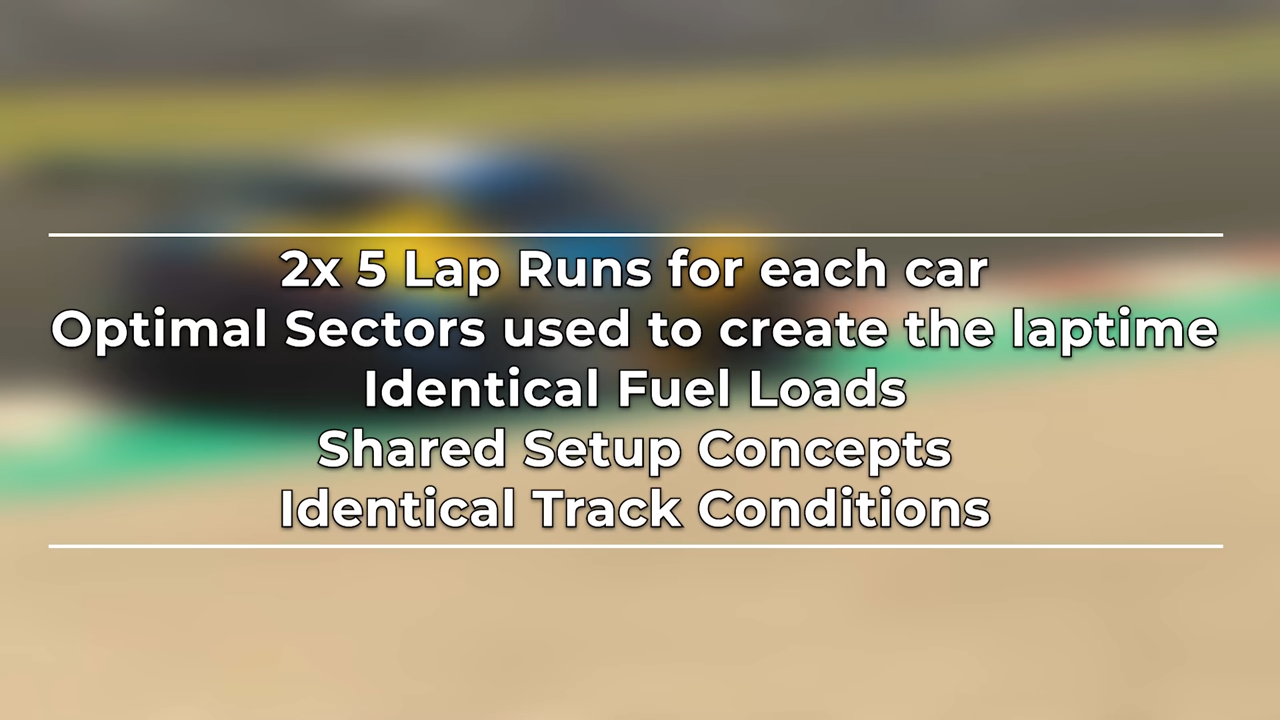 2x 5 Lap Runs for each car
Optimal Sectors used to create the laptime
Identical Fuel Loads
Shared Setup Concepts
Identical Track Conditions